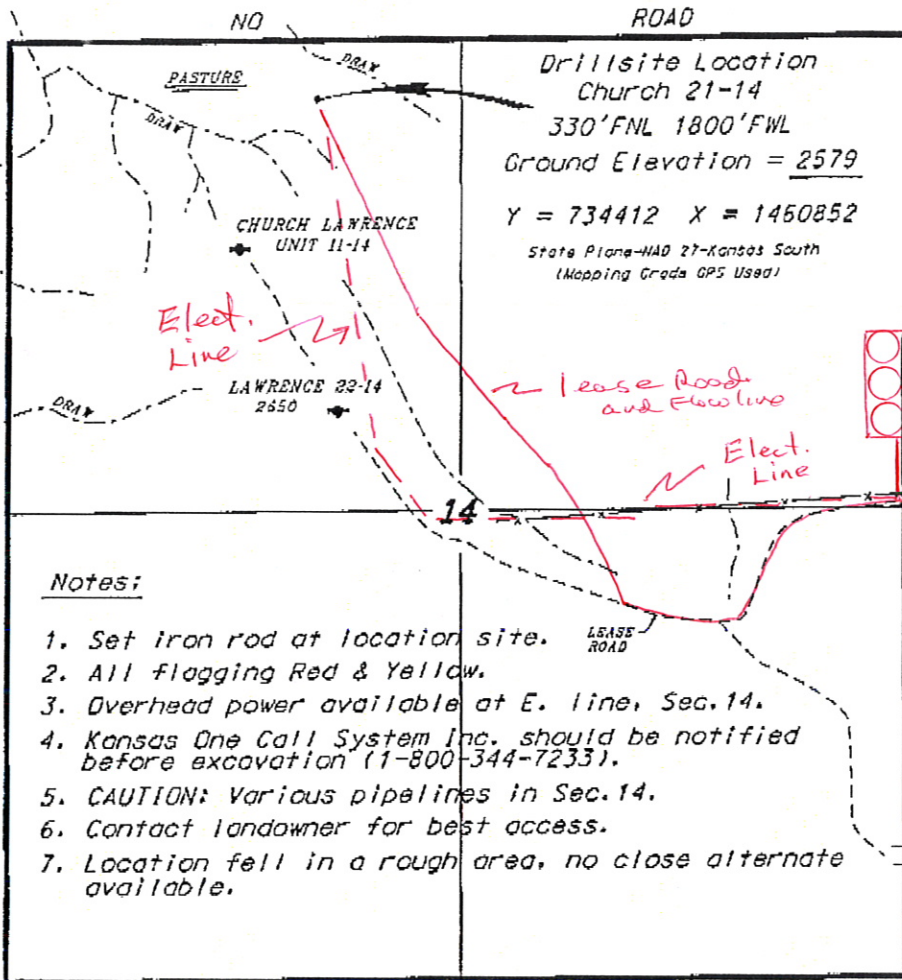 NO ROAD
PASTURE
DRAW
DRAW
Drillsite Location
Church 21-14
330'FNL 1800'FWL
Ground Elevation = 2579
Y = 734412 X = 1460852
State Plane-NAD 27-Kansas South
(Mapping Grade GPS Used)
CHURCH LAWRENCE
UNIT 11-14
Elect.
Line
LAWRENCE 22-14
2650
DRAW
lease Road
and Flowline
Elect.
Line
14
Notes:
1. Set iron rod at location site.
LEASE
ROAD
2. All flagging Red & Yellow.
3. Overhead power available at E. line, Sec.14.
4. Kansas One Call System Inc. should be notified
before excavation (1-800-344-7233).
5. CAUTION: Various pipelines in Sec.14.
6. Contact landowner for best access.
7. Location fell in a rough area, no close alternate
available.